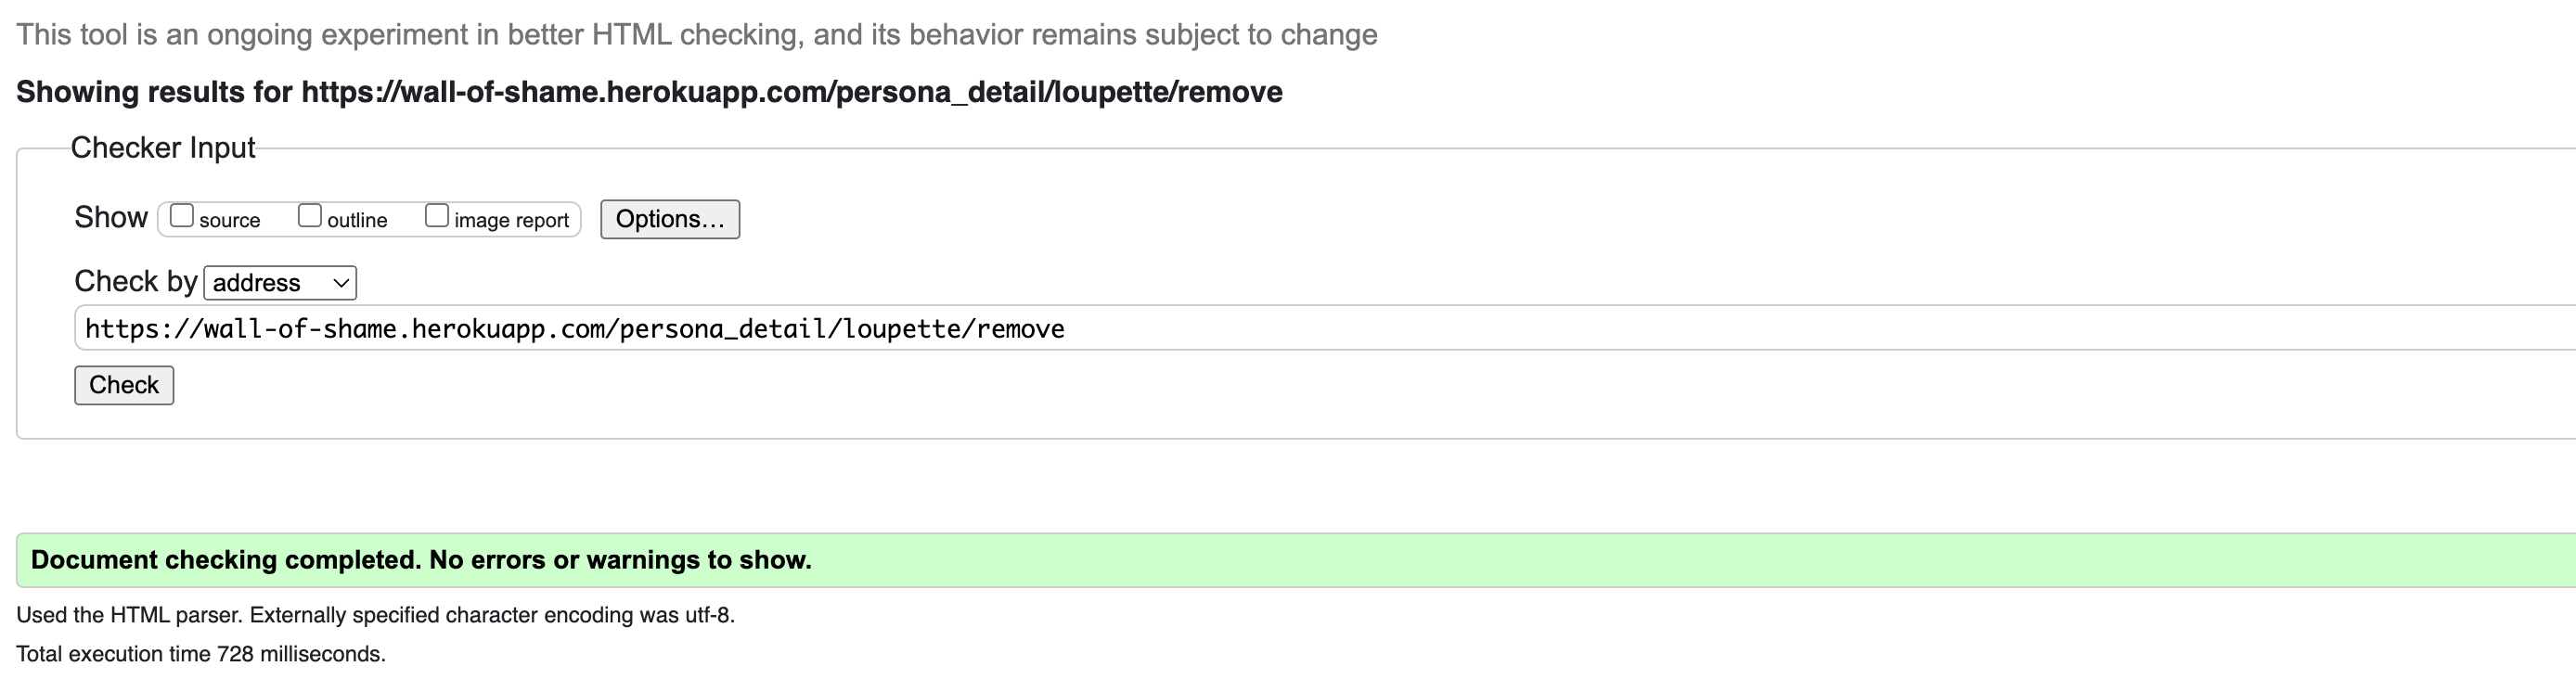 This tool is an ongoing experiment in better HTML checking, and its behavior remains subject to change
Showing results for https://wall-of-shame.herokuapp.com/persona_detail/loupette/remove
Checker Input
Show source outline image report Options...
Check by address
https://wall-of-shame.herokuapp.com/persona_detail/loupette/remove
Check
Document checking completed. No errors or warnings to show.
Used the HTML parser. Externally specified character encoding was utf-8.
Total execution time 728 milliseconds.